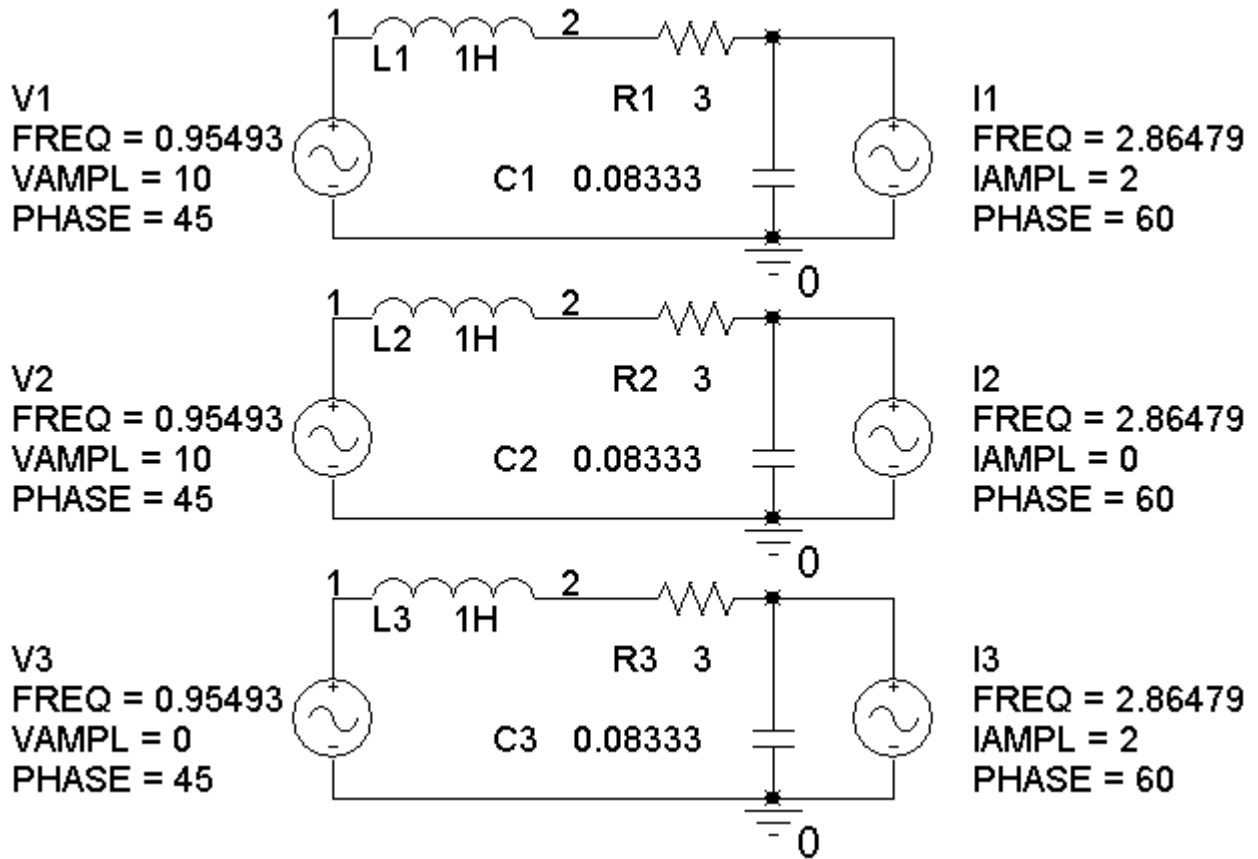 1
2
L1 1H
V1
FREQ = 0.95493
VAMPL = 10
PHASE = 45
R1 3
C1 0.08333
I1
FREQ = 2.86479
IAMPL = 2
PHASE = 60
0
1
2
L2 1H
V2
FREQ = 0.95493
VAMPL = 10
PHASE = 45
R2 3
C2 0.08333
I2
FREQ = 2.86479
IAMPL = 0
PHASE = 60
0
1
2
L3 1H
V3
FREQ = 0.95493
VAMPL = 0
PHASE = 45
R3 3
C3 0.08333
I3
FREQ = 2.86479
IAMPL = 2
PHASE = 60
0